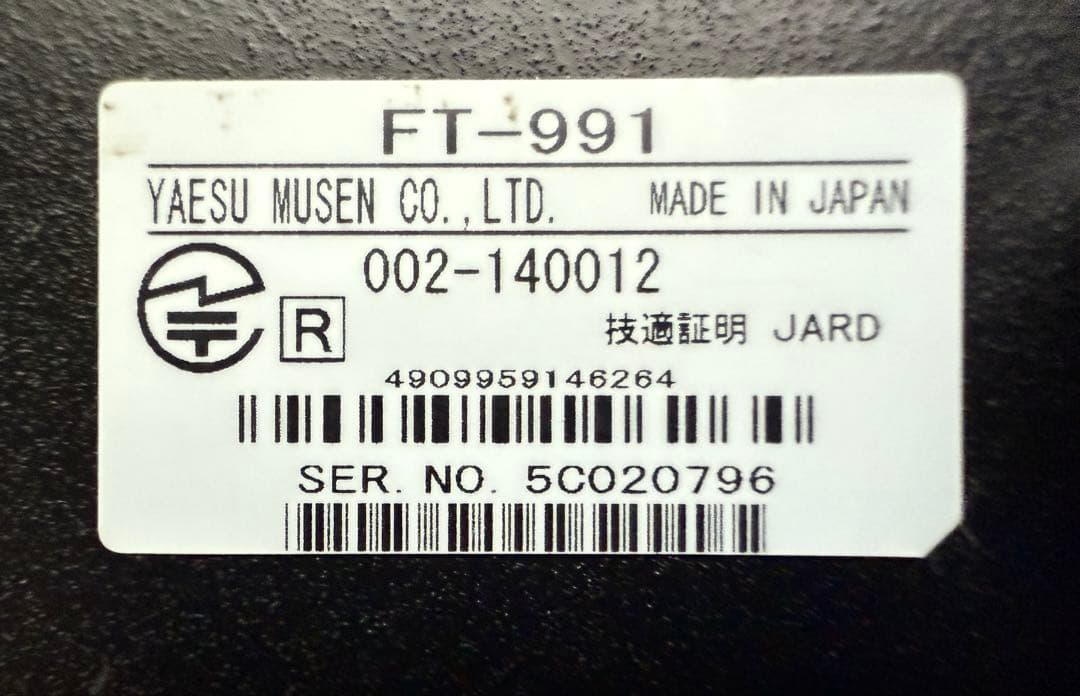 FT-991
YAESU MUSEN CO.,LTD. MADE IN JAPAN
002-140012
R
技適証明 JARD
4909959146264
SER. NO. 5C020796